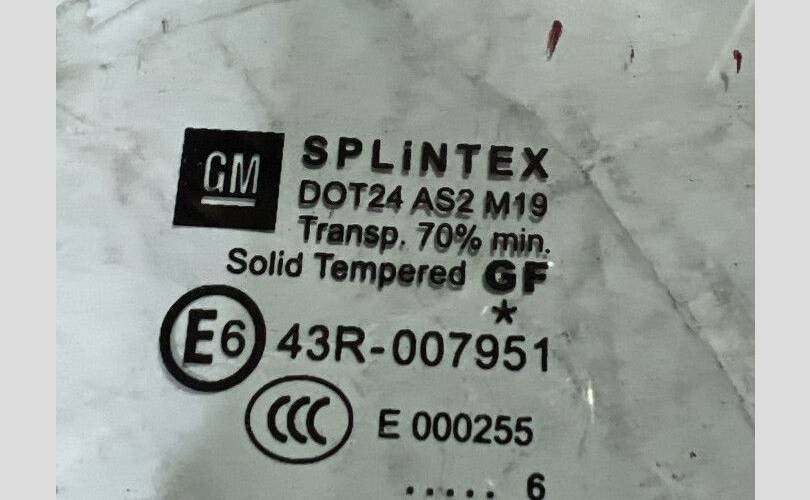 GM
SPLiNTEX
DOT24 AS2 M19
Transp. 70% min.
Solid Tempered GF
*
E6 43R-007951
CCC E 000255
..... 6